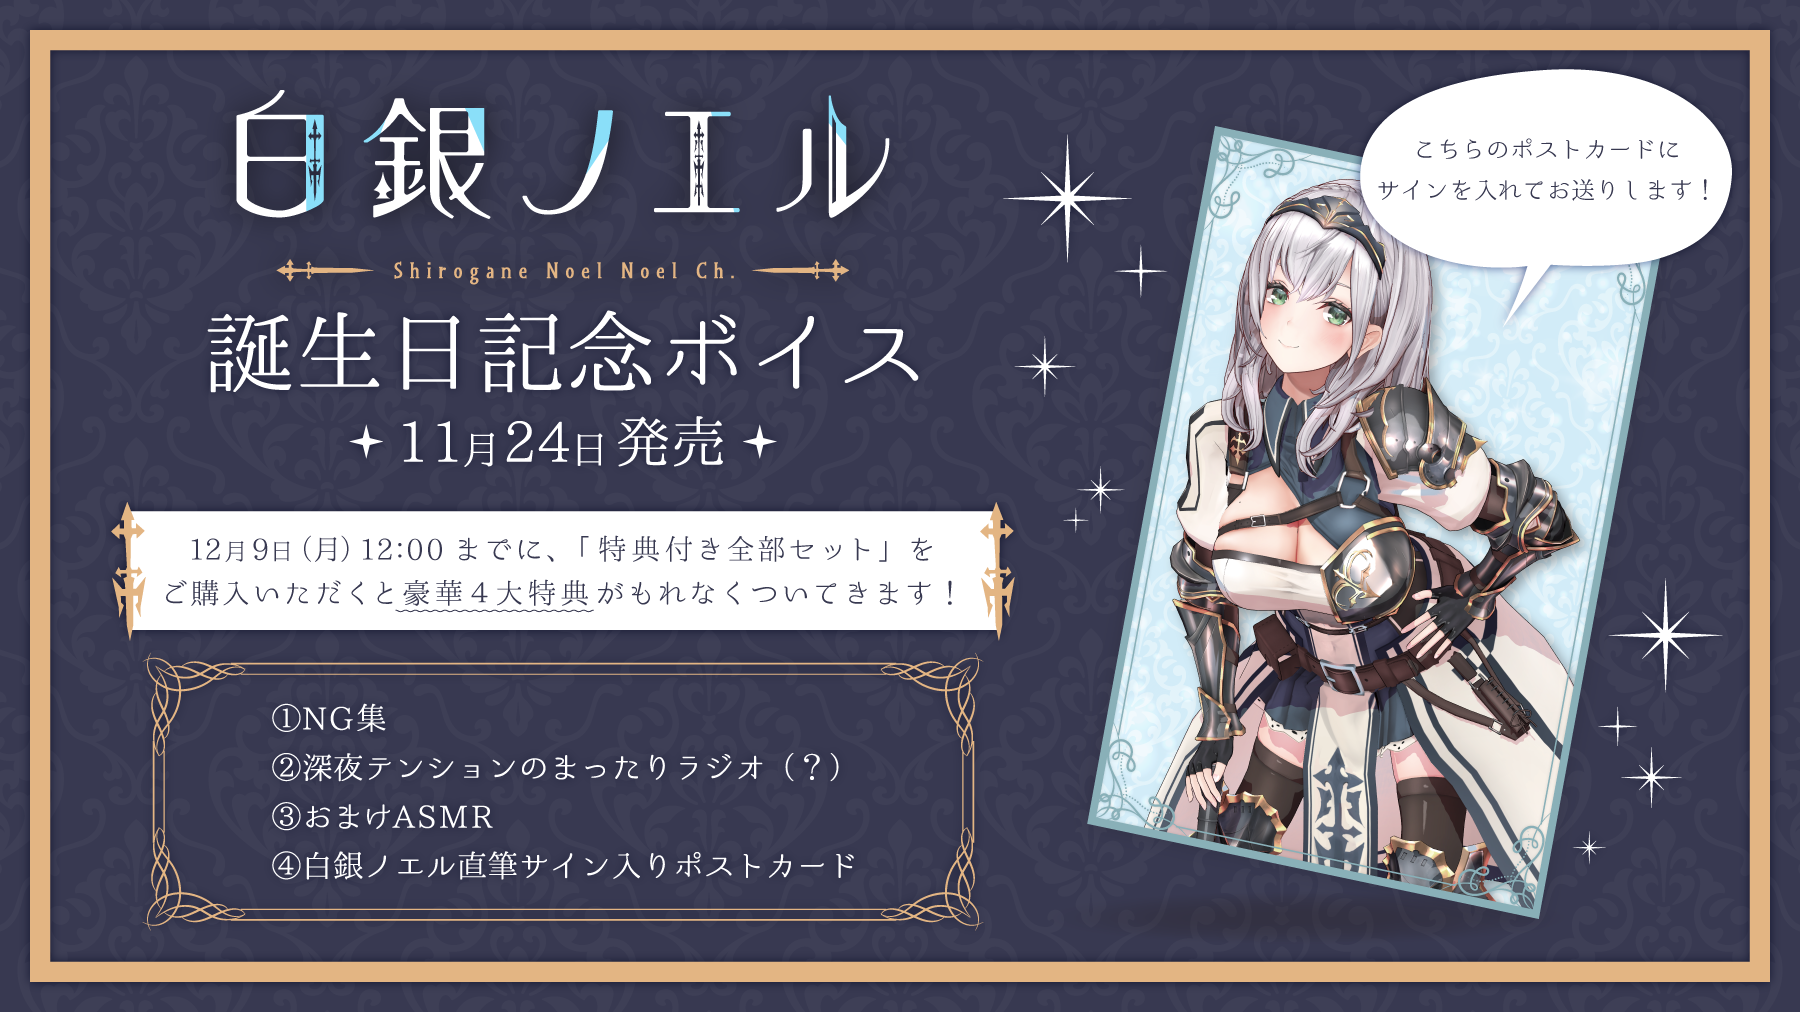 白銀ノエル
Shirogane Noel Noel Ch.
誕生日記念ボイス
11月24日発売
12月9日（月）12:00 までに、「特典付き全部セット」を
ご購入いただくと豪華４大特典がもれなくついてきます！
①NG集
②深夜テンションのまったりラジオ（？）
③おまけASMR
④白銀ノエル直筆サイン入りポストカード
こちらのポストカードに
サインを入れてお送りします！